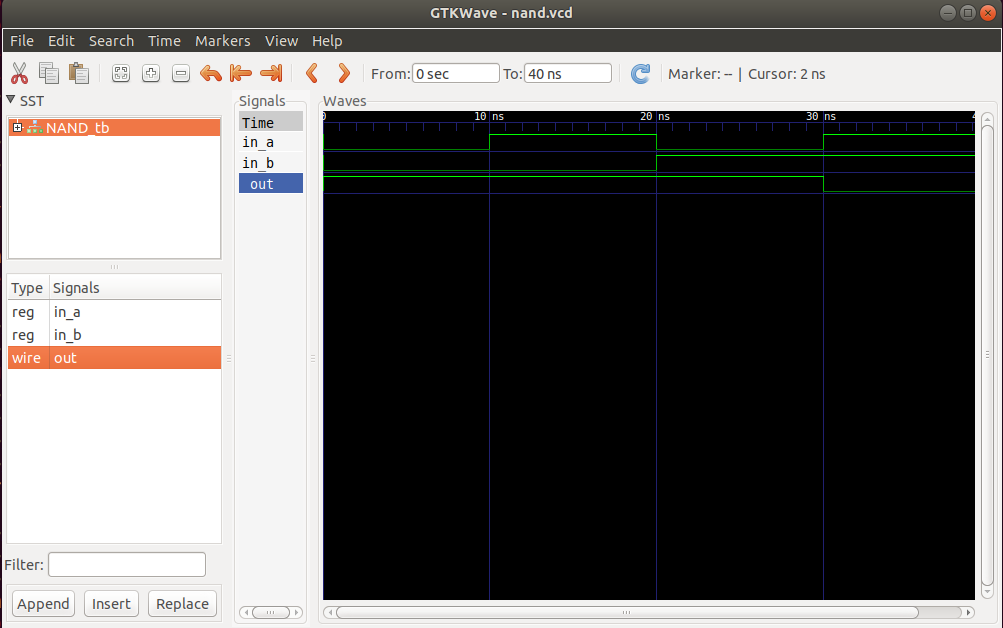 GTKWave - nand.vcd
File Edit Search Time Markers View Help
From: 0 sec To: 40 ns Marker: -- | Cursor: 2 ns
SST
NAND_tb
Type Signals
reg in_a
reg in_b
wire out
Filter:
Append Insert Replace
Signals
Time
in_a
in_b
out
Waves
0 10 ns 20 ns 30 ns